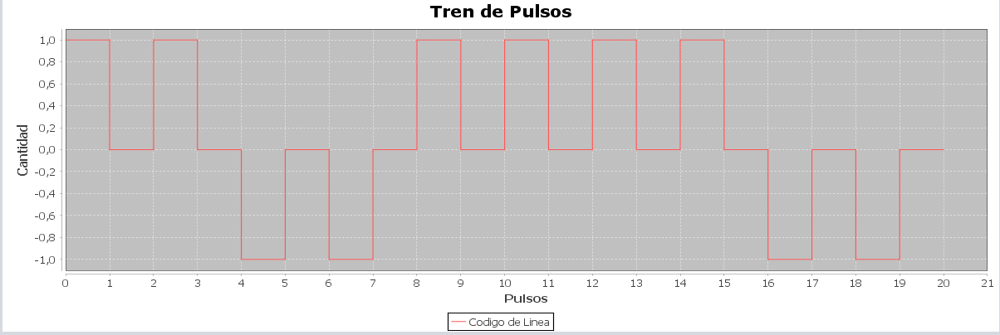 Tren de Pulsos
1,0
0,8
0,6
0,4
0,2
0,0
-0,2
-0,4
-0,6
-0,8
-1,0
Cantidad
0 1 2 3 4 5 6 7 8 9 10 11 12 13 14 15 16 17 18 19 20 21
Pulsos
Codigo de Linea